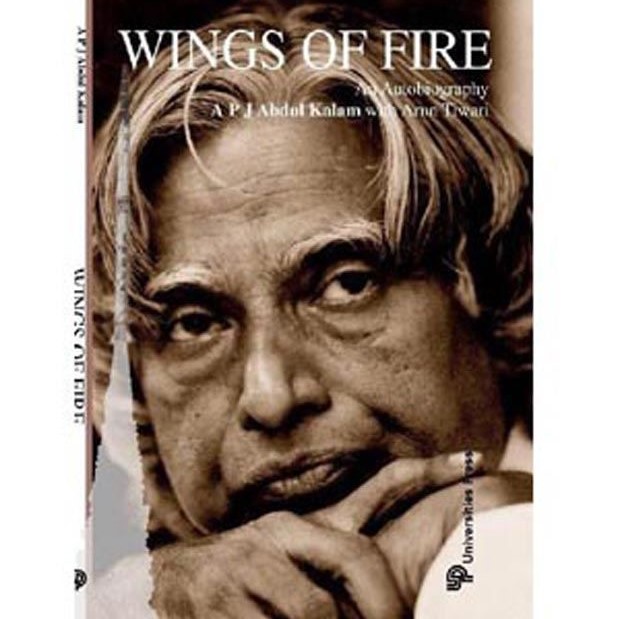 WINGS OF FIRE
An Autobiography
A P J Abdul Kalam with Arun Tiwari
A P J Abdul Kalam
WINGS OF FIRE
Universities Press